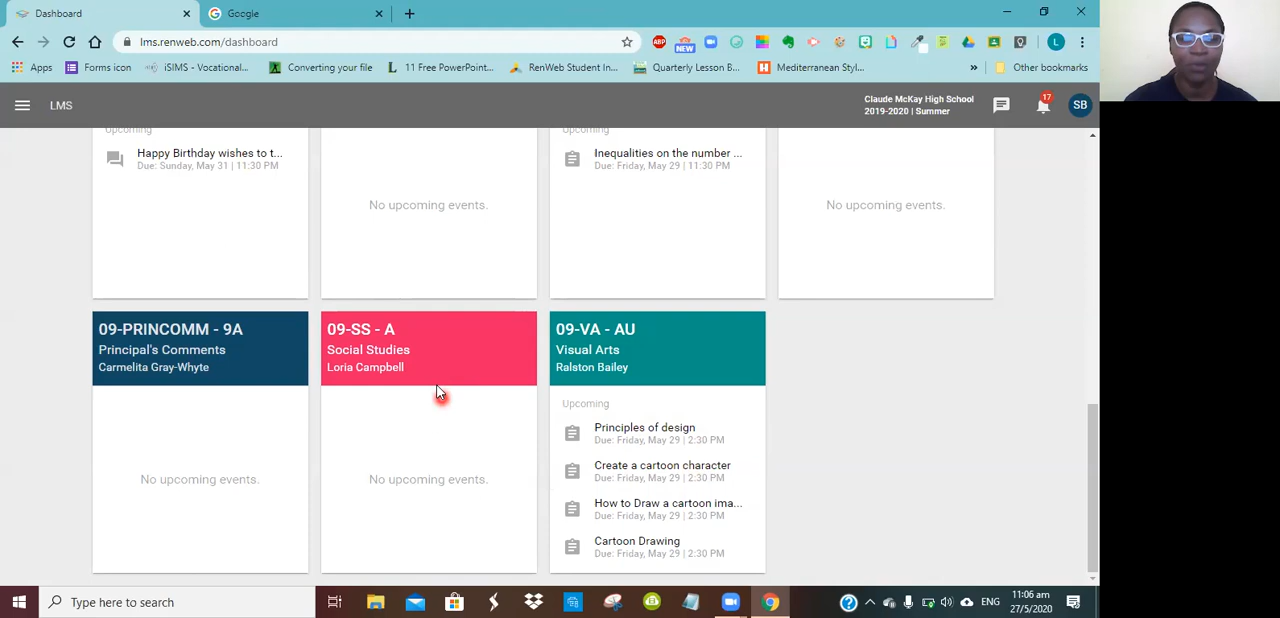 Dashboard
Google
lms.renweb.com/dashboard
ABP
NEW
L
Apps
Forms icon
iSIMS - Vocational...
Converting your file
11 Free PowerPoint...
RenWeb Student In...
Quarterly Lesson B...
Mediterranean Styl...
»
Other bookmarks
LMS
Claude McKay High School
2019-2020 | Summer
17
SB
Upcoming
Happy Birthday wishes to t...
Due: Sunday, May 31 | 11:30 PM
No upcoming events.
Upcoming
Inequalities on the number ...
Due: Friday, May 29 | 11:30 PM
No upcoming events.
09-PRINCOMM - 9A
Principal's Comments
Carmelita Gray-Whyte
No upcoming events.
09-SS - A
Social Studies
Loria Campbell
No upcoming events.
09-VA - AU
Visual Arts
Ralston Bailey
Upcoming
Principles of design
Due: Friday, May 29 | 2:30 PM
Create a cartoon character
Due: Friday, May 29 | 2:30 PM
How to Draw a cartoon ima...
Due: Friday, May 29 | 2:30 PM
Cartoon Drawing
Due: Friday, May 29 | 2:30 PM
Type here to search
ENG
11:06 am
27/5/2020